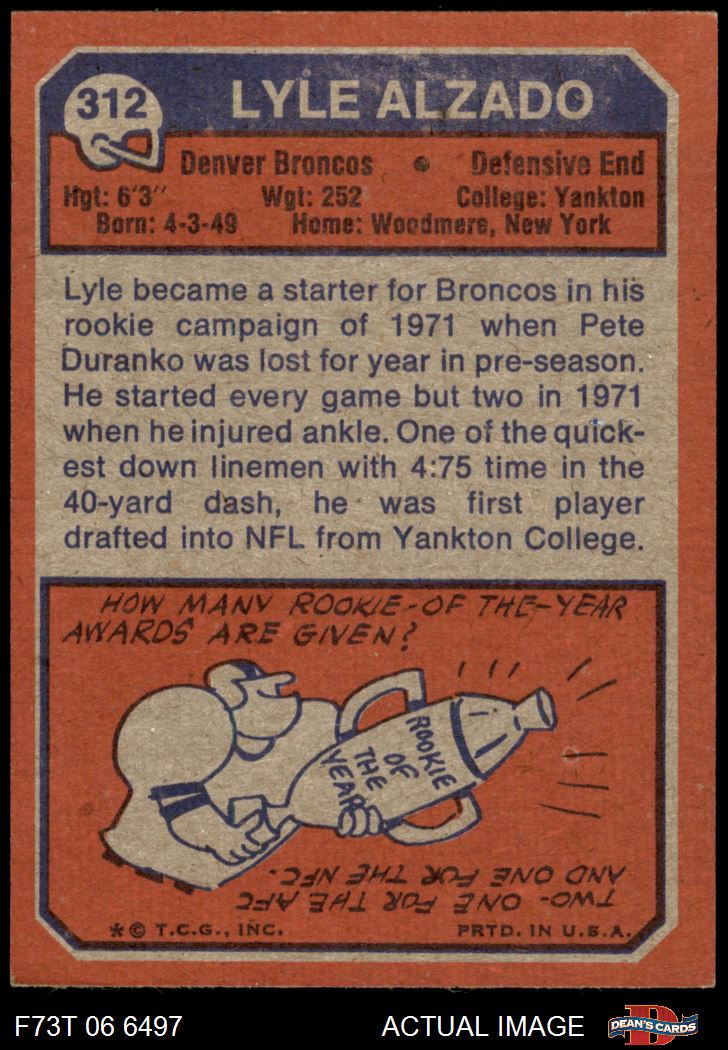 312
LYLE ALZADO
Denver Broncos • Defensive End
Hgt: 6'3" Wgt: 252 College: Yankton
Born: 4-3-49 Home: Woodmere, New York
Lyle became a starter for Broncos in his
rookie campaign of 1971 when Pete
Duranko was lost for year in pre-season.
He started every game but two in 1971
when he injured ankle. One of the quick-
est down linemen with 4:75 time in the
40-yard dash, he was first player
drafted into NFL from Yankton College.
HOW MANY ROOKIE-OF THE-YEAR
AWARDS ARE GIVEN?
ROOKIE
OF
THE
YEAR
TWO- ONE FOR THE AFC
AND ONE FOR THE NFC.
*© T.C.G., INC. PRTD. IN U.S.A.
F73T 06 6497 ACTUAL IMAGE
D
DEAN'S CARDS